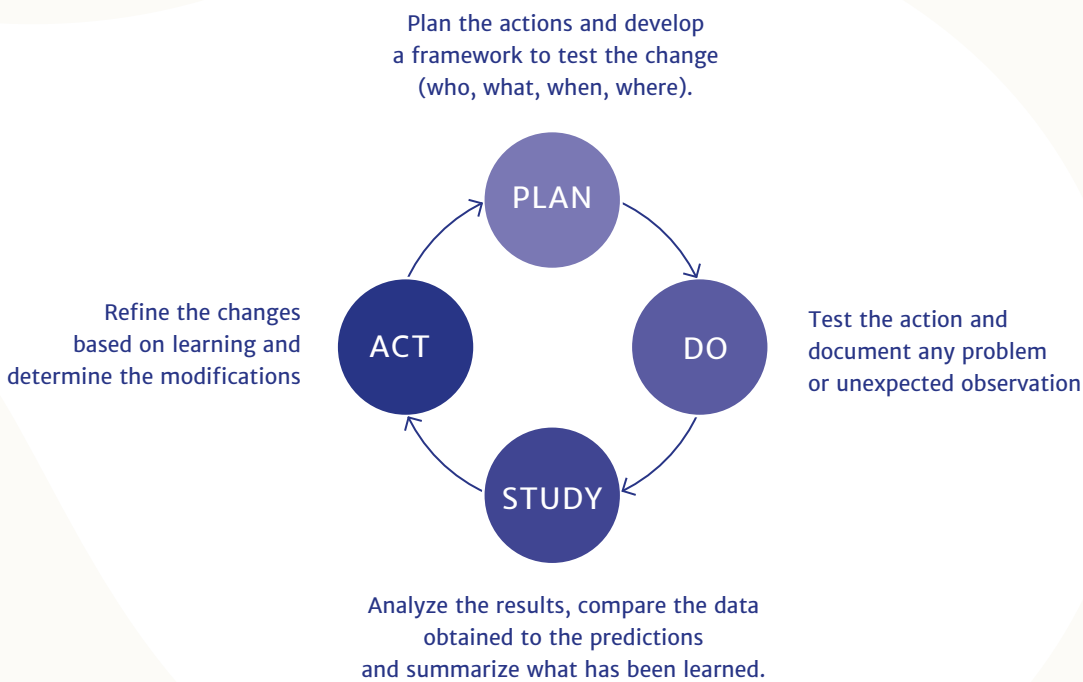 Plan the actions and develop
a framework to test the change
(who, what, when, where).
PLAN
Refine the changes
based on learning and
determine the modifications
ACT
DO
Test the action and
document any problem
or unexpected observation
STUDY
Analyze the results, compare the data
obtained to the predictions
and summarize what has been learned.